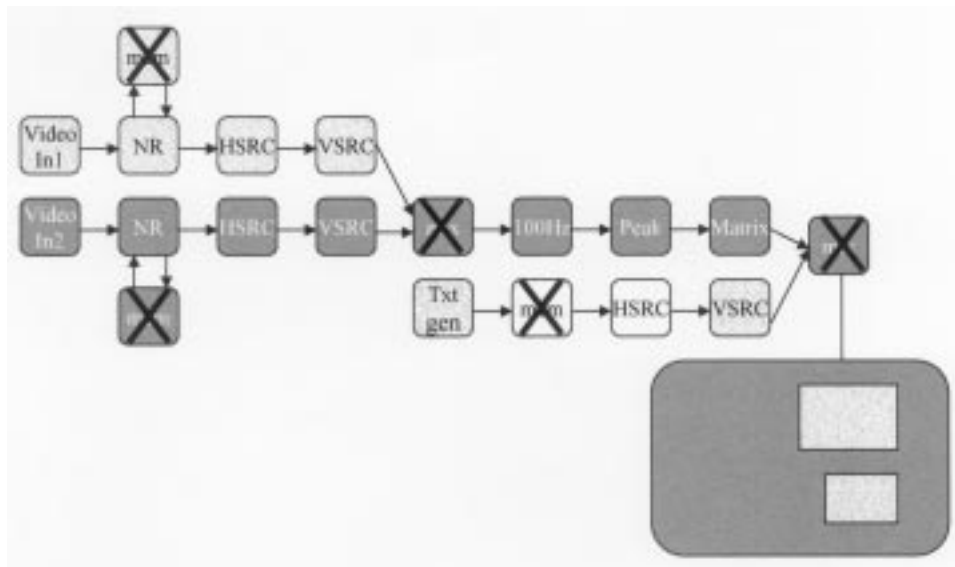 Video
In1
NR
HSRC
VSRC
Video
In2
NR
HSRC
VSRC
100Hz
Peak
Matrix
Txt
gen
HSRC
VSRC